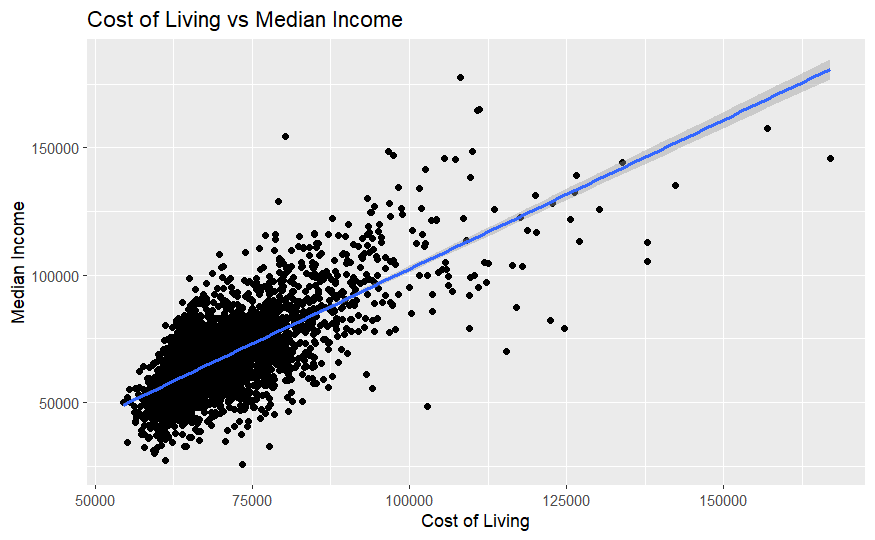 Cost of Living vs Median Income
Median Income
150000
100000
50000
50000 75000 100000 125000 150000
Cost of Living